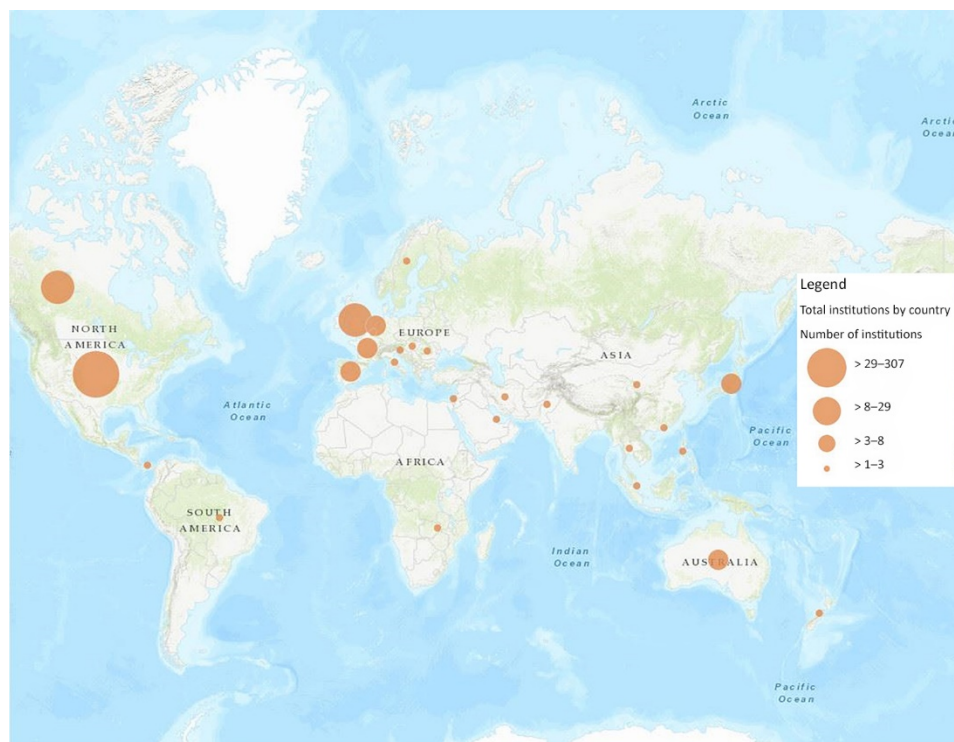 Arctic
Ocean
Arctic
Ocea
Legend
Total institutions by country
Number of institutions
> 29–307
> 8–29
> 3–8
> 1–3
NORTH
AMERICA
EUROPE
ASIA
Atlantic
Ocean
Pacific
Ocean
AFRICA
SOUTH
AMERICA
Indian
Ocean
AUSTRALIA
Pacific
Ocean